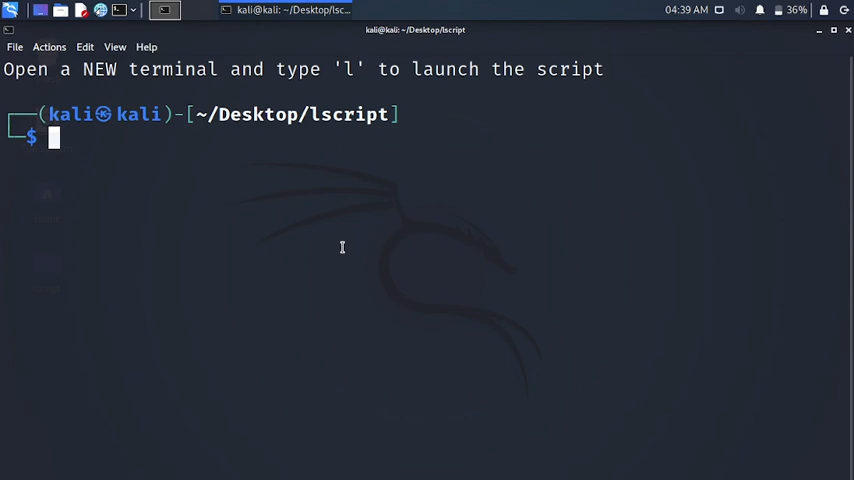 kali@kali: ~/Desktop/lsc...
04:39 AM
36%
kali@kali: ~/Desktop/lscript
File Actions Edit View Help
Open a NEW terminal and type 'l' to launch the script
┌──(kali㉿kali)-[~/Desktop/lscript]
└─$